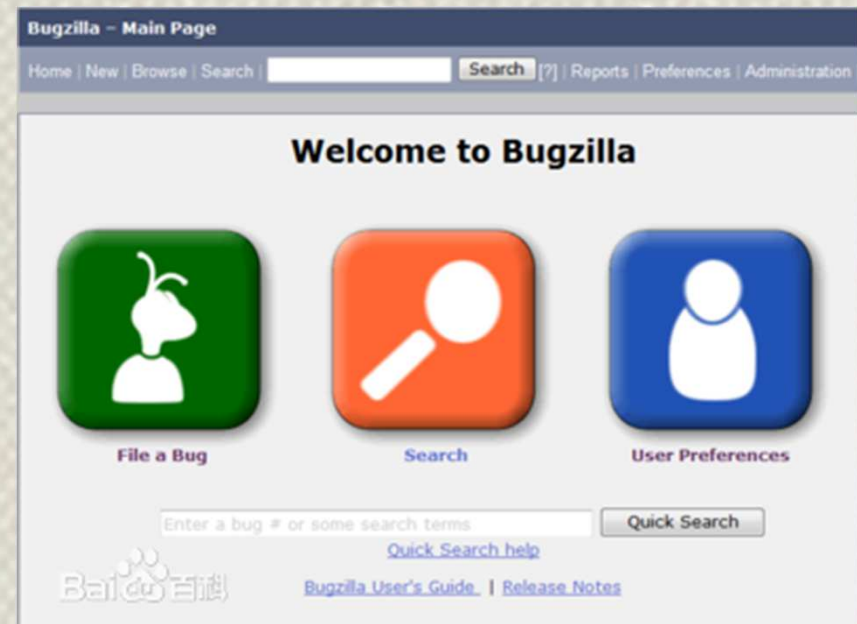 Bugzilla – Main Page
Home | New | Browse | Search | Search [?] | Reports | Preferences | Administration
Welcome to Bugzilla
File a Bug Search User Preferences
Enter a bug # or some search terms Quick Search
Quick Search help
Bugzilla User's Guide | Release Notes
Baidu百科